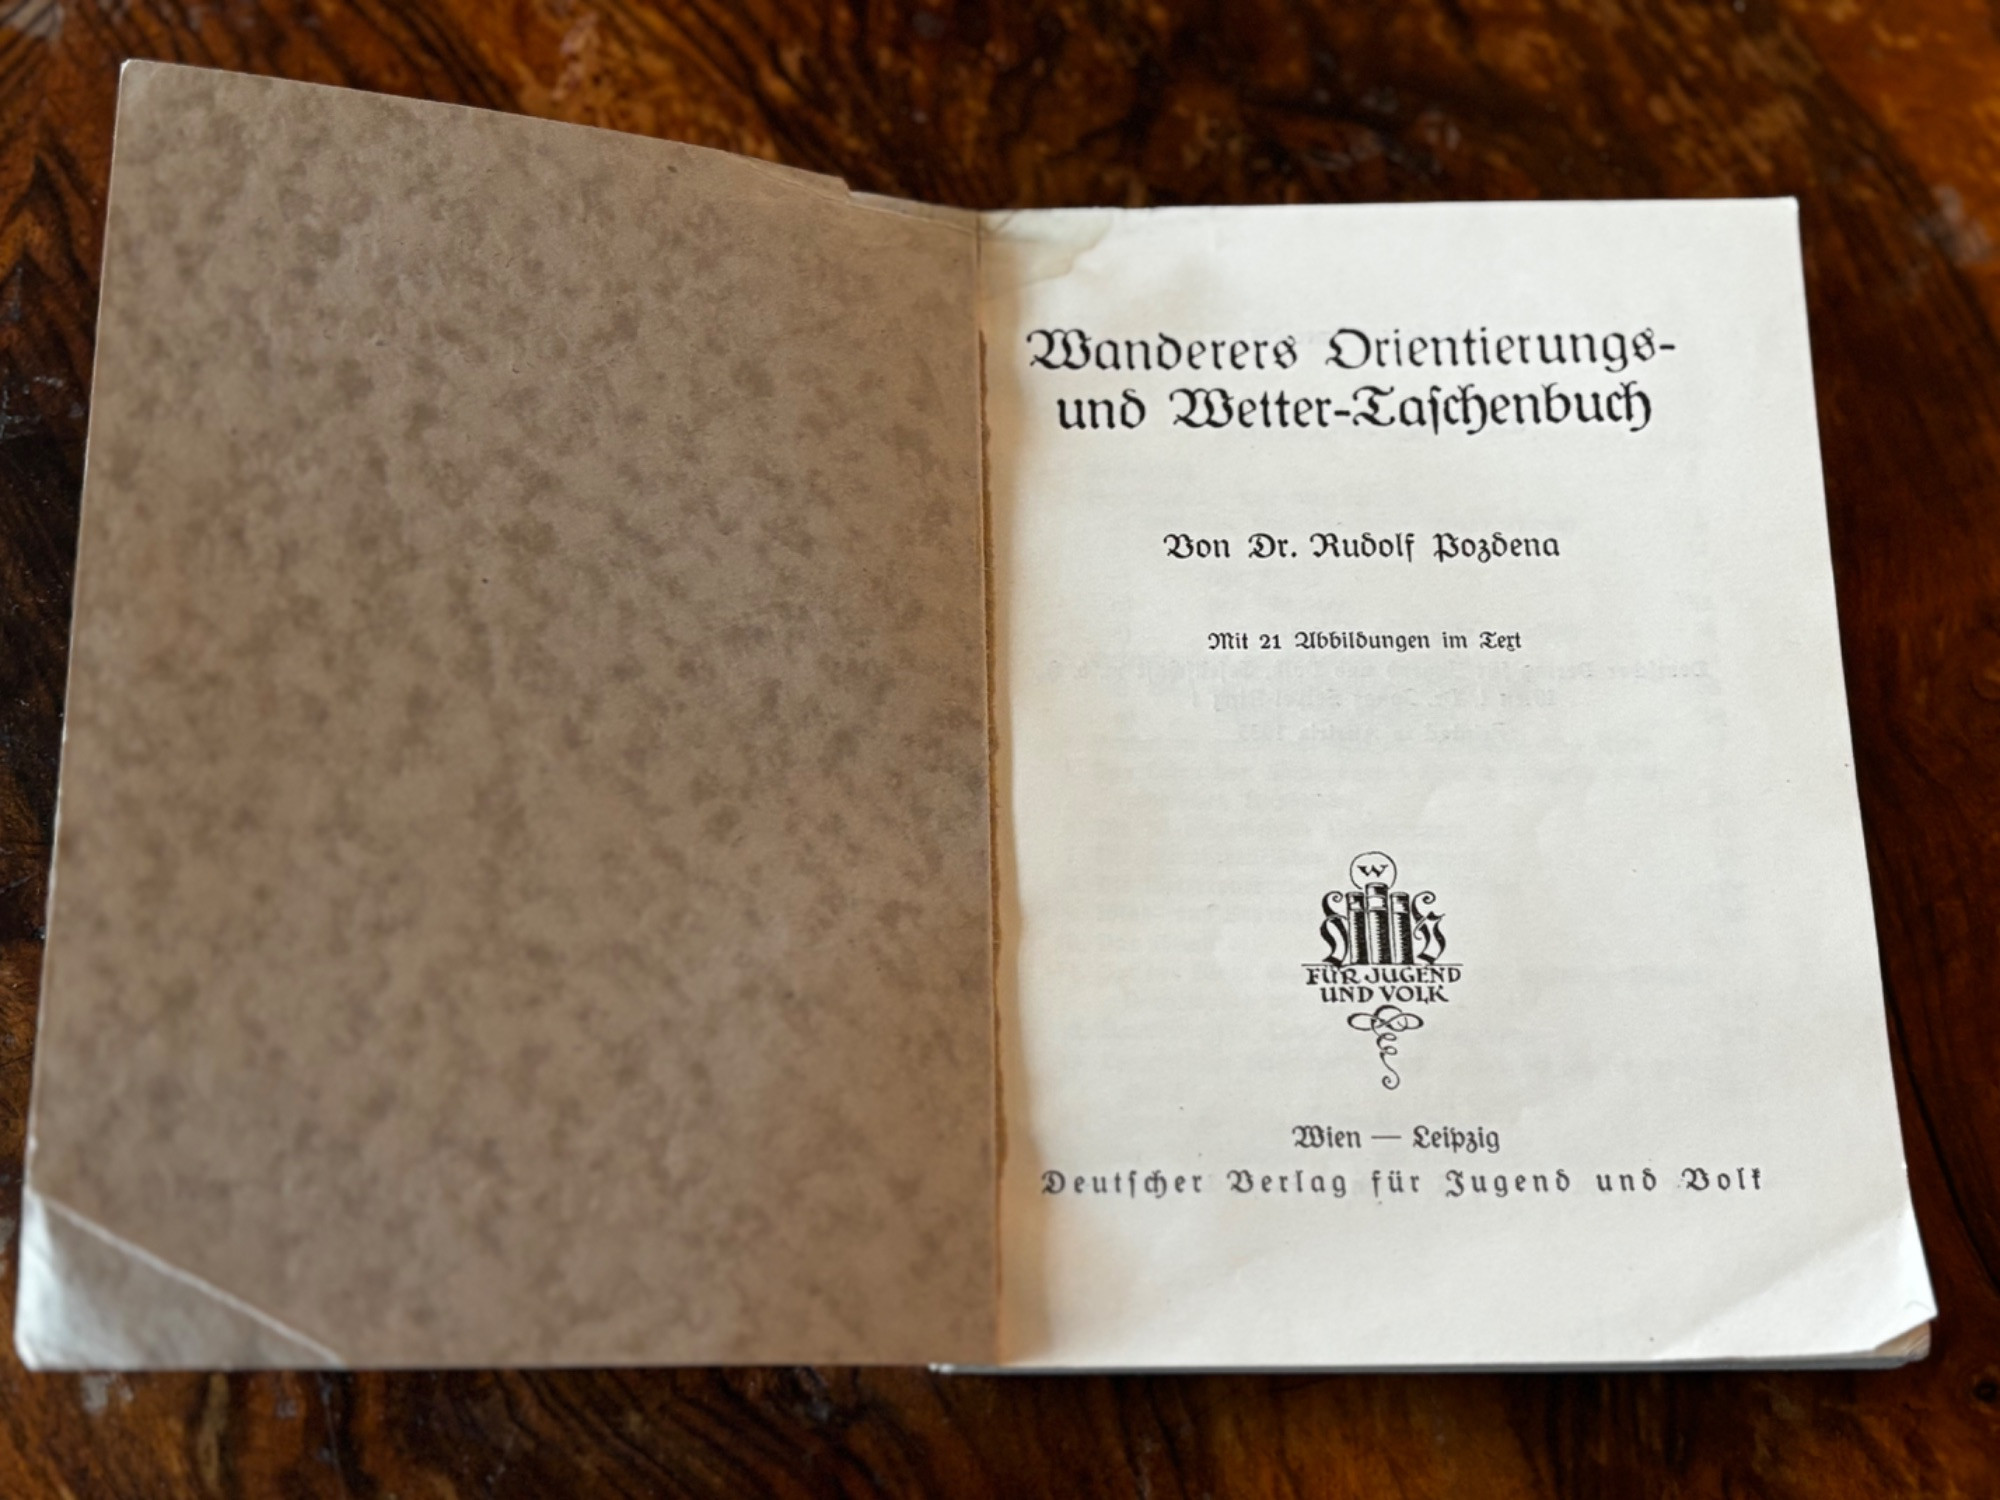 Wanderers Orientierungs-
und Wetter-Taschenbuch
Von Dr. Rudolf Pozdena
Mit 21 Abbildungen im Text
W
DVV
FÜR JUGEND
UND VOLK
Wien — Leipzig
Deutscher Verlag für Jugend und Volk